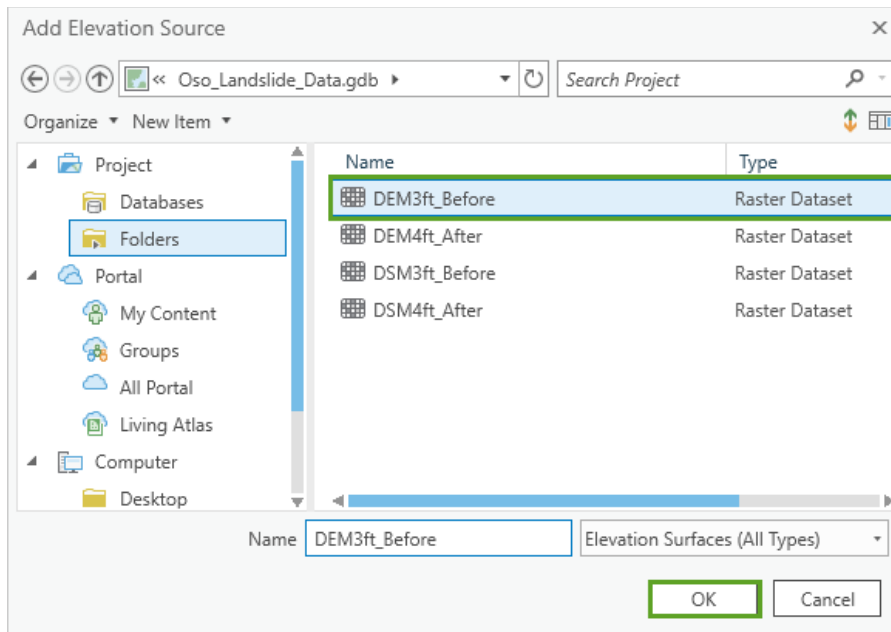 Add Elevation Source
« Oso_Landslide_Data.gdb
Search Project
Organize New Item
Project
Databases
Folders
Portal
My Content
Groups
All Portal
Living Atlas
Computer
Desktop
Name Type
DEM3ft_Before Raster Dataset
DEM4ft_After Raster Dataset
DSM3ft_Before Raster Dataset
DSM4ft_After Raster Dataset
Name DEM3ft_Before Elevation Surfaces (All Types)
OK Cancel